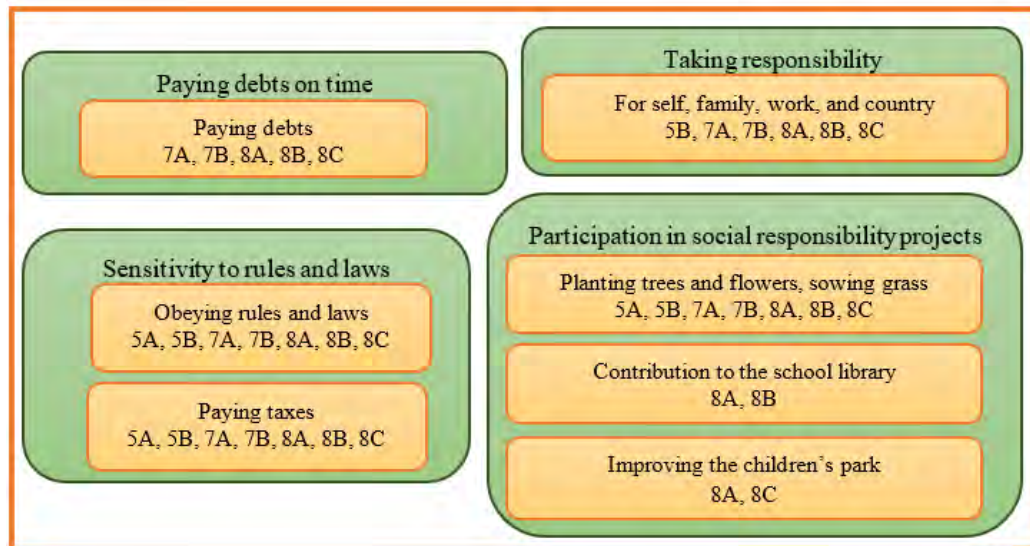 Paying debts on time
Paying debts
7A, 7B, 8A, 8B, 8C
Taking responsibility
For self, family, work, and country
5B, 7A, 7B, 8A, 8B, 8C
Sensitivity to rules and laws
Obeying rules and laws
5A, 5B, 7A, 7B, 8A, 8B, 8C
Paying taxes
5A, 5B, 7A, 7B, 8A, 8B, 8C
Participation in social responsibility projects
Planting trees and flowers, sowing grass
5A, 5B, 7A, 7B, 8A, 8B, 8C
Contribution to the school library
8A, 8B
Improving the children’s park
8A, 8C